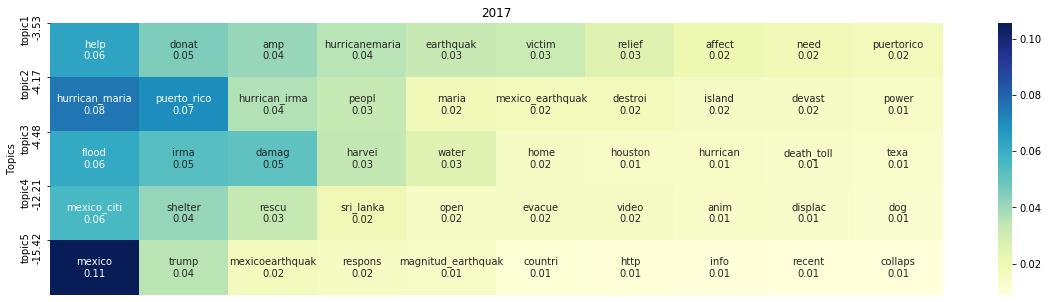 2017
topic1
-3.53
help donat amp hurricanemaria earthquak victim relief affect need puertorico
0.06 0.05 0.04 0.04 0.03 0.03 0.03 0.02 0.02 0.02
topic2
-4.17
hurrican_maria puerto_rico hurrican_irma peopl maria mexico_earthquak destroi island devast power
0.08 0.07 0.04 0.03 0.02 0.02 0.02 0.02 0.02 0.01
topic3
-4.48
flood irma damag harvei water home houston hurrican death_toll texa
0.06 0.05 0.05 0.03 0.03 0.02 0.01 0.01 0.01 0.01
topic4
-12.21
mexico_citi shelter rescu sri_lanka open evacue video anim displac dog
0.06 0.04 0.03 0.02 0.02 0.02 0.02 0.01 0.01 0.01
topic5
-15.42
mexico trump mexicoearthquak respons magnitud_earthquak countri http info recent collaps
0.11 0.04 0.02 0.02 0.01 0.01 0.01 0.01 0.01 0.01
Topics
0.10
0.08
0.06
0.04
0.02